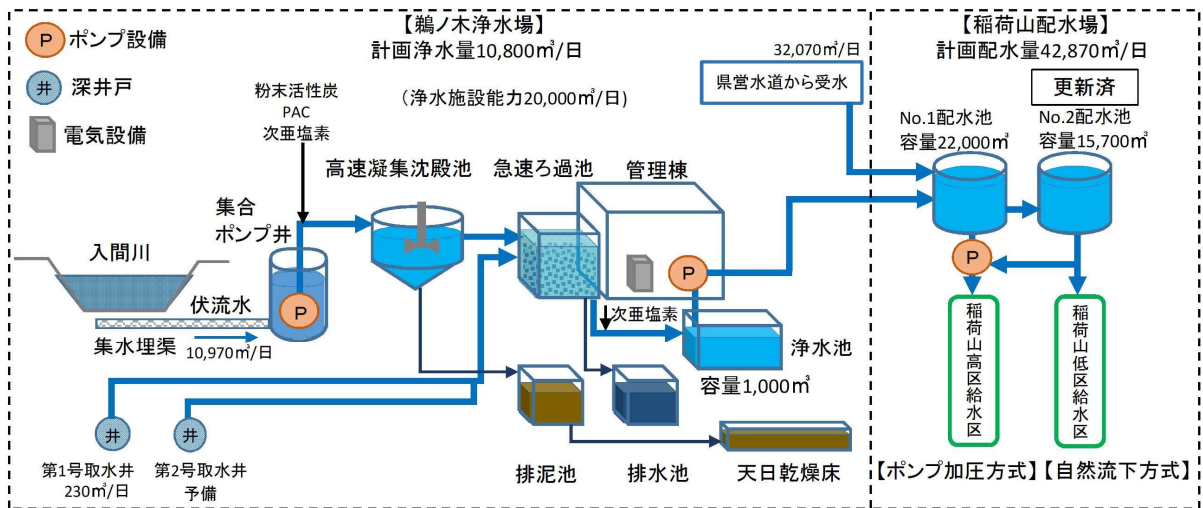 【鵜ノ木浄水場】
計画浄水量10,800㎥/日
（浄水施設能力20,000㎥/日）
P
ポンプ設備
井
深井戸
電気設備
粉末活性炭
PAC
次亜塩素
集合
ポンプ井
P
入間川
伏流水
集水埋渠
10,970㎥/日
高速凝集沈殿池
急速ろ過池
管理棟
P
次亜塩素
浄水池
容量1,000㎥
井
第1号取水井
230㎥/日
井
第2号取水井
予備
排泥池
排水池
天日乾燥床
32,070㎥/日
県営水道から受水
【稲荷山配水場】
計画配水量42,870㎥/日
更新済
No.1配水池
容量22,000㎥
No.2配水池
容量15,700㎥
P
稲荷山高区給水区
稲荷山低区給水区
【ポンプ加圧方式】
【自然流下方式】